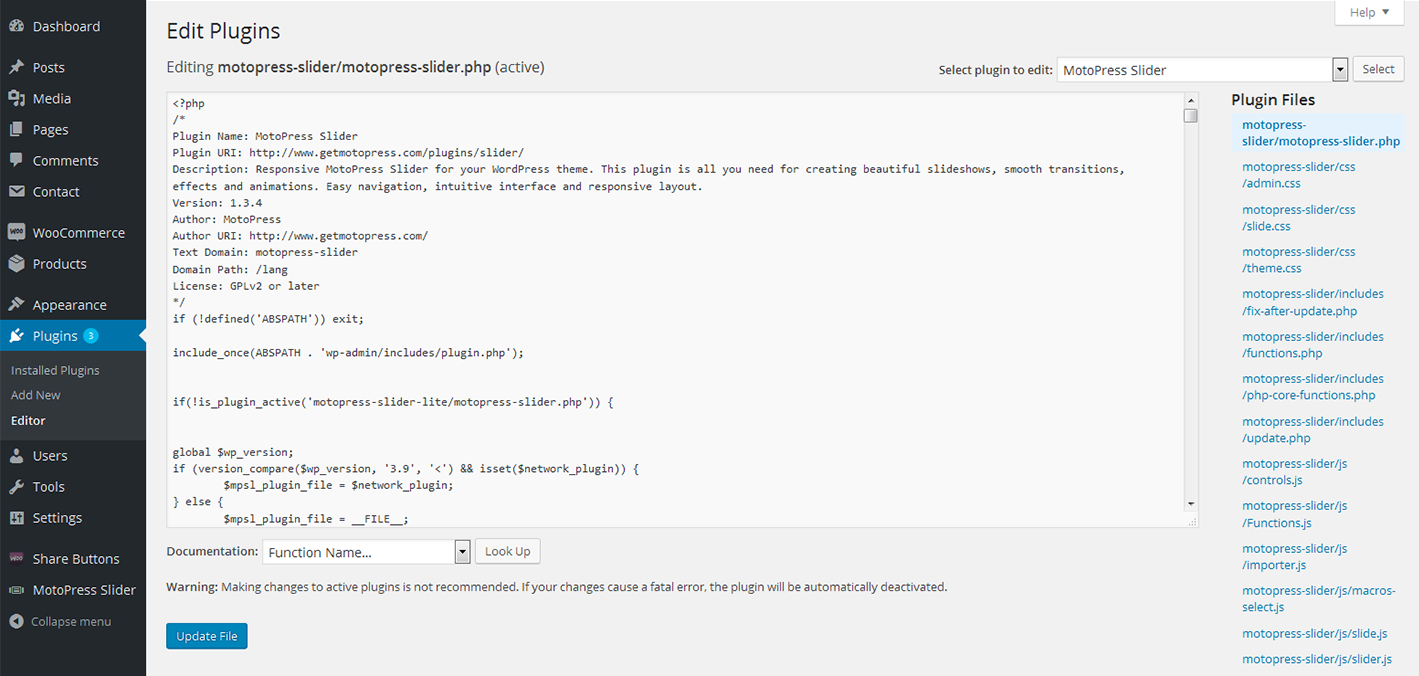 Dashboard
Posts
Media
Pages
Comments
Contact
WooCommerce
Products
Appearance
Plugins 3
Installed Plugins
Add New
Editor
Users
Tools
Settings
Share Buttons
MotoPress Slider
Collapse menu
Help
Edit Plugins
Editing motopress-slider/motopress-slider.php (active)
Select plugin to edit: MotoPress Slider Select
<?php
/*
Plugin Name: MotoPress Slider
Plugin URI: http://www.getmotopress.com/plugins/slider/
Description: Responsive MotoPress Slider for your WordPress theme. This plugin is all you need for creating beautiful slideshows, smooth transitions,
effects and animations. Easy navigation, intuitive interface and responsive layout.
Version: 1.3.4
Author: MotoPress
Author URI: http://www.getmotopress.com/
Text Domain: motopress-slider
Domain Path: /lang
License: GPLv2 or later
*/
if (!defined('ABSPATH')) exit;
include_once(ABSPATH . 'wp-admin/includes/plugin.php');
if(!is_plugin_active('motopress-slider-lite/motopress-slider.php')) {
global $wp_version;
if (version_compare($wp_version, '3.9', '<') && isset($network_plugin)) {
$mpsl_plugin_file = $network_plugin;
} else {
$mpsl_plugin_file = __FILE__;
Documentation: Function Name... Look Up
Warning: Making changes to active plugins is not recommended. If your changes cause a fatal error, the plugin will be automatically deactivated.
Update File
Plugin Files
motopress-
slider/motopress-slider.php
motopress-slider/css
/admin.css
motopress-slider/css
/slide.css
motopress-slider/css
/theme.css
motopress-slider/includes
/fix-after-update.php
motopress-slider/includes
/functions.php
motopress-slider/includes
/php-core-functions.php
motopress-slider/includes
/update.php
motopress-slider/js
/controls.js
motopress-slider/js
/Functions.js
motopress-slider/js
/importer.js
motopress-slider/js/macros-
select.js
motopress-slider/js/slide.js
motopress-slider/js/slider.js